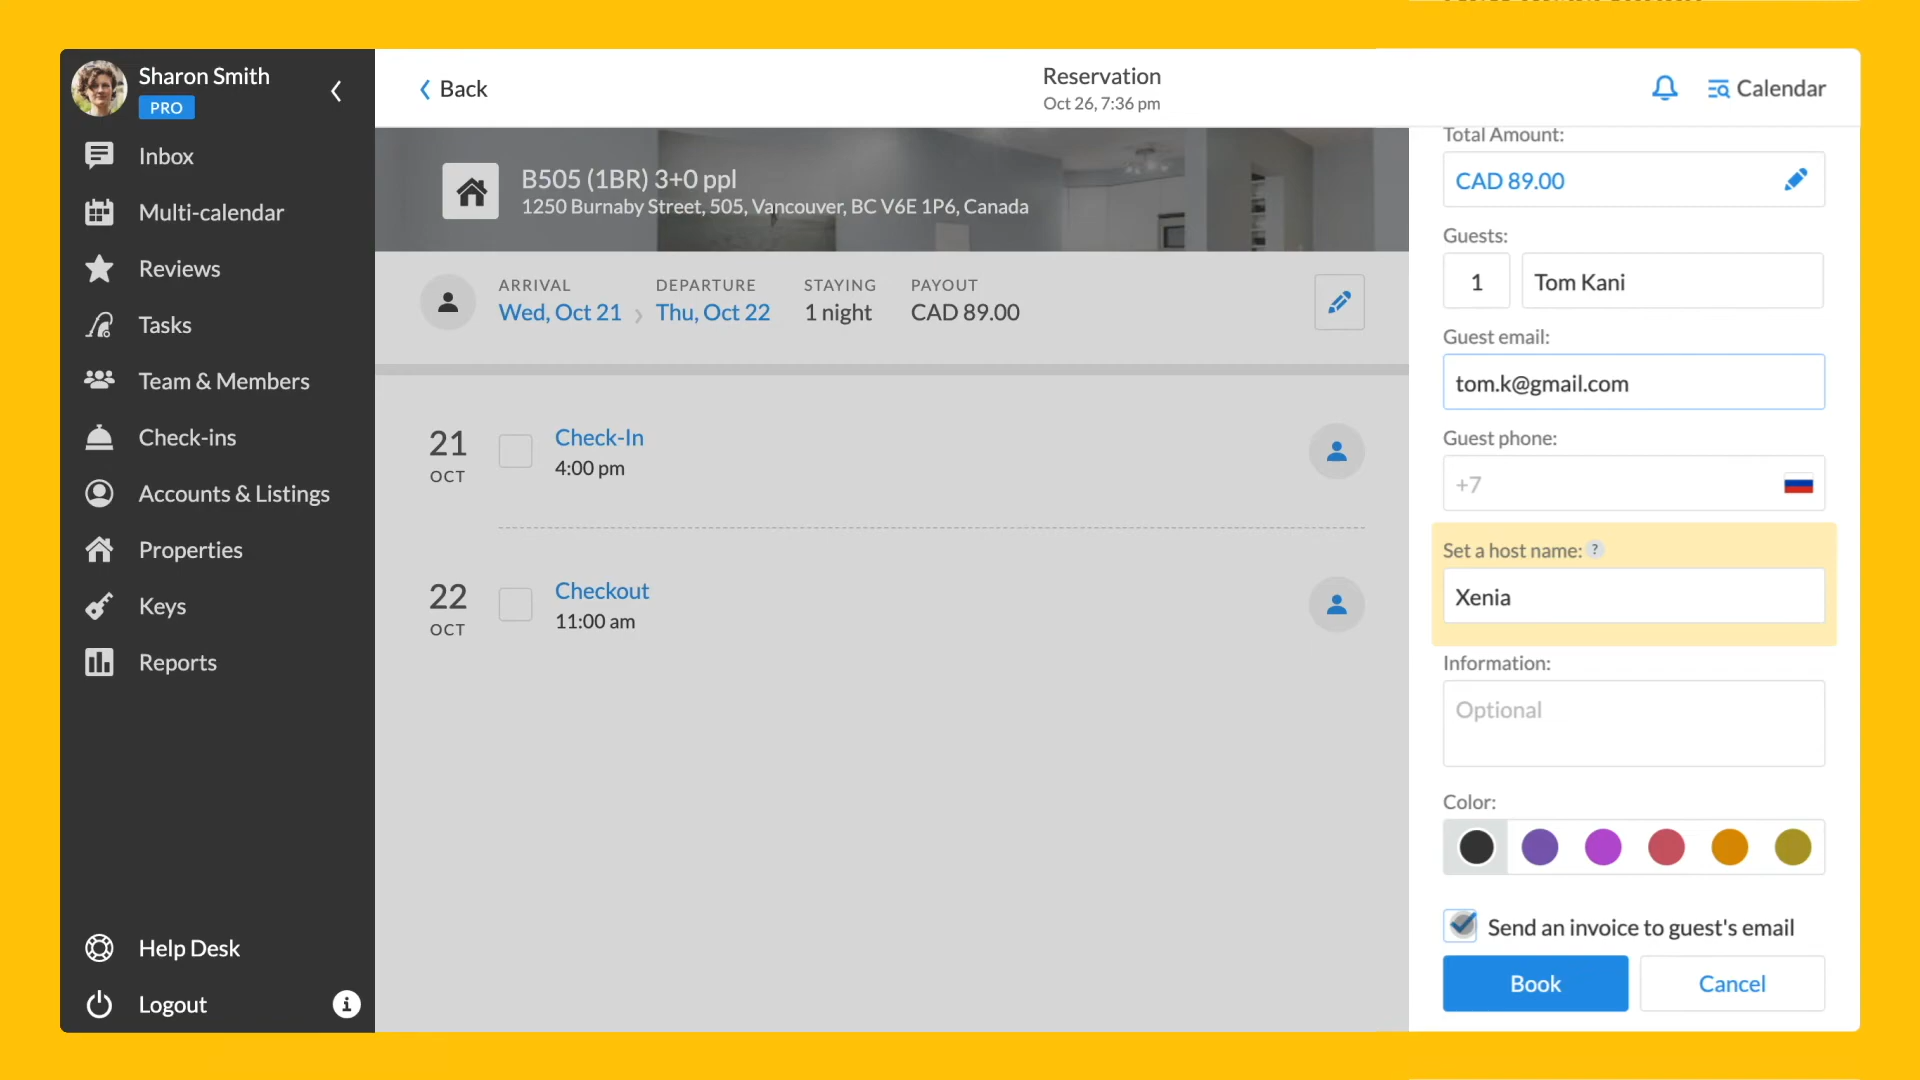 Sharon Smith
PRO
Inbox
Multi-calendar
Reviews
Tasks
Team & Members
Check-ins
Accounts & Listings
Properties
Keys
Reports
Help Desk
Logout
Back
Reservation
Oct 26, 7:36 pm
Calendar
B505 (1BR) 3+0 ppl
1250 Burnaby Street, 505, Vancouver, BC V6E 1P6, Canada
ARRIVAL DEPARTURE STAYING PAYOUT
Wed, Oct 21 Thu, Oct 22 1 night CAD 89.00
21 Check-In
OCT 4:00 pm
22 Checkout
OCT 11:00 am
Total Amount:
CAD 89.00
Guests:
1 Tom Kani
Guest email:
tom.k@gmail.com
Guest phone:
+7
Set a host name: ?
Xenia
Information:
Optional
Color:
Send an invoice to guest's email
Book Cancel